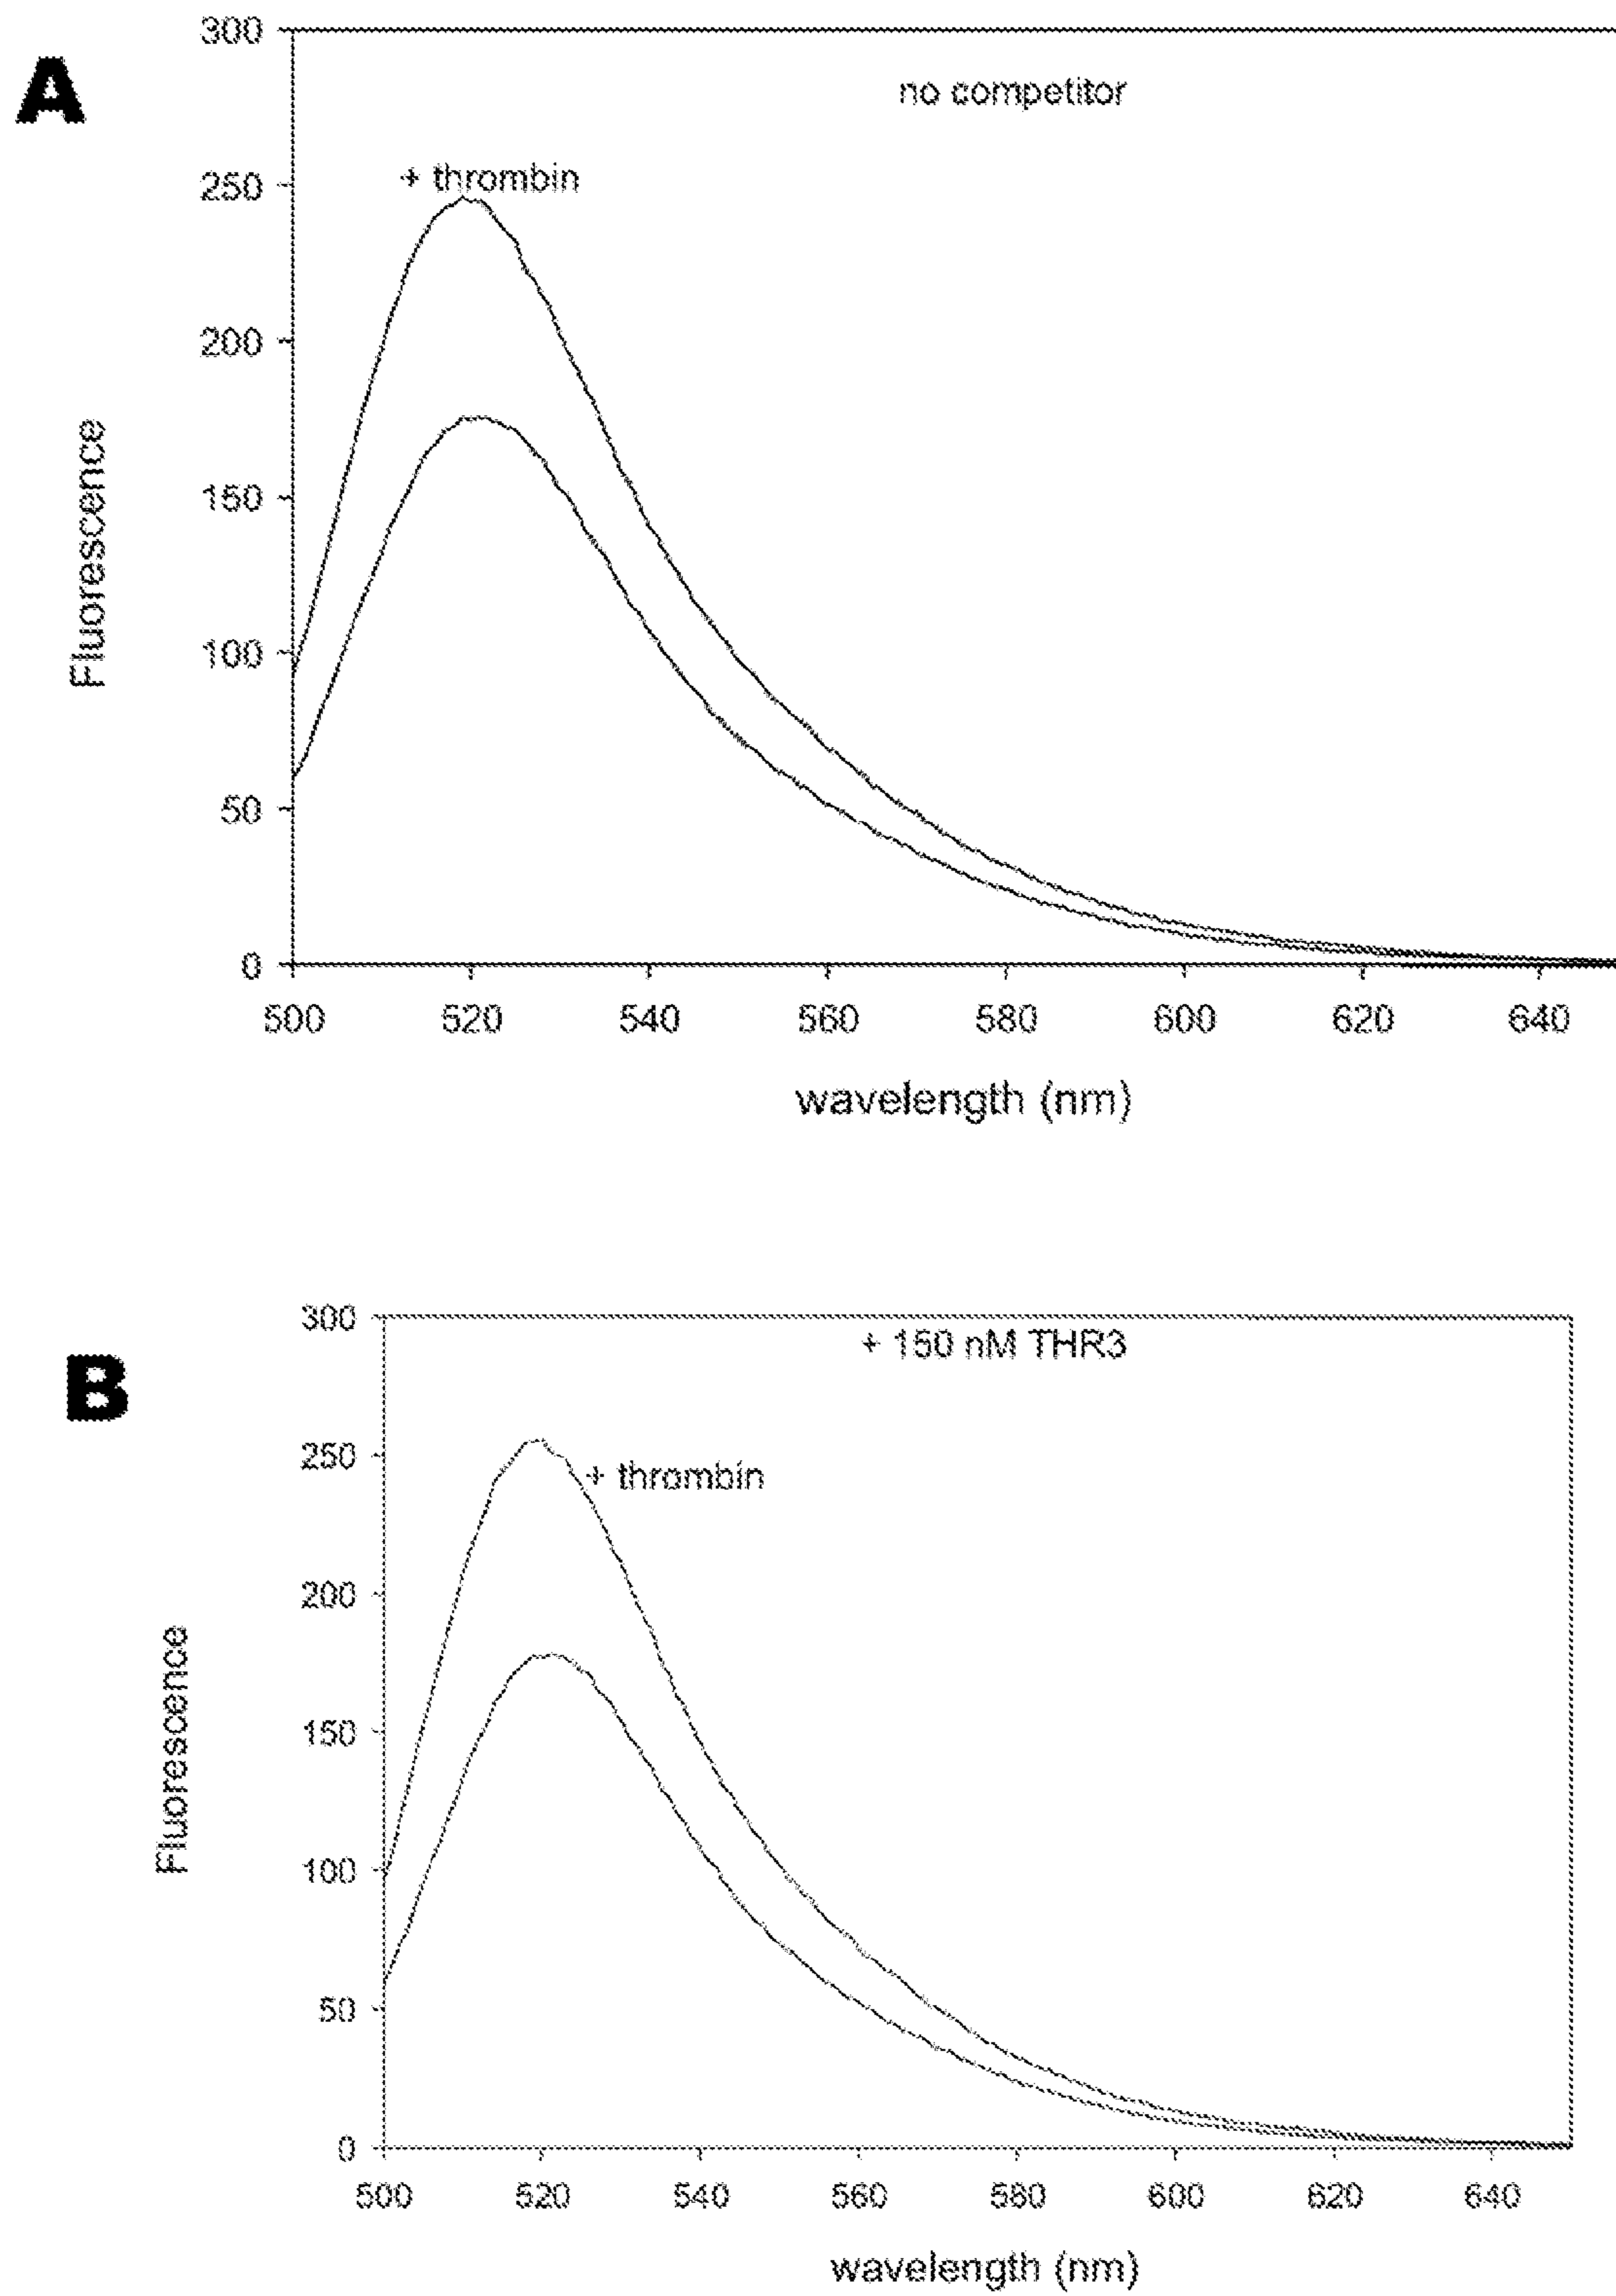 A
300
no competitor
+ thrombin
250
200
150
100
50
0
Fluorescence
500 520 540 560 580 600 620 640
wavelength (nm)
B
300
+ 150 nM THR3
250
+ thrombin
200
150
100
50
0
Fluorescence
500 520 540 560 580 600 620 640
wavelength (nm)